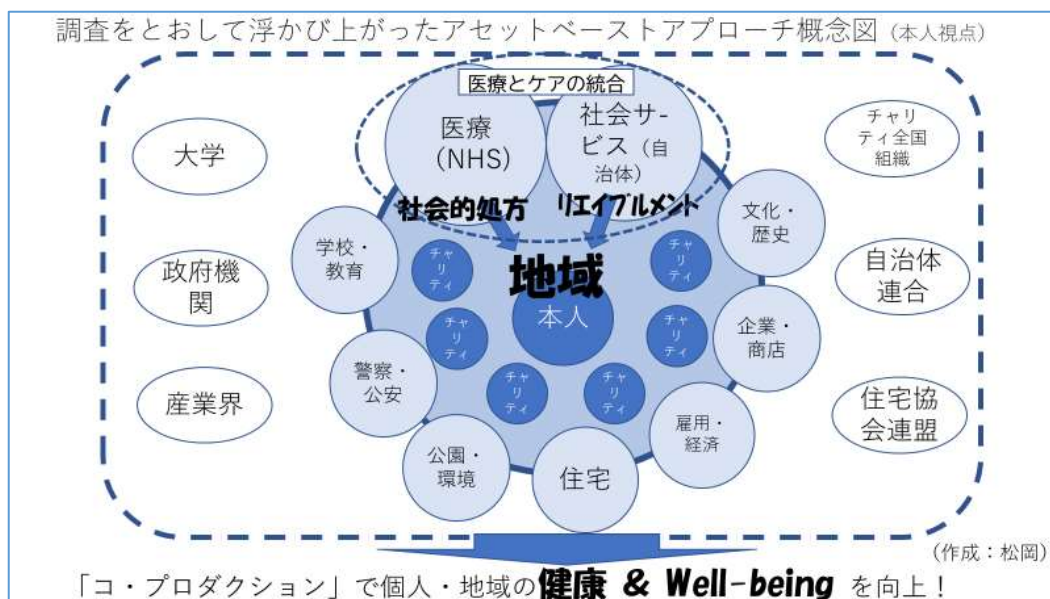 調査をとおして浮かび上がったアセットベーストアプローチ概念図（本人視点）
医療とケアの統合
医療
(NHS)
社会サー
ビス（自
治体）
大学
チャリ
ティ全国
組織
社会的処方
リエイブルメント
文化・
歴史
学校・
教育
チャ
リ
ティ
チャ
リ
ティ
地域
本人
政府機
関
自治体
連合
チャ
リ
ティ
チャ
リ
ティ
企業・
商店
警察・
公安
チャ
リ
ティ
チャ
リ
ティ
産業界
住宅協
会連盟
雇用・
経済
公園・
環境
住宅
（作成：松岡）
「コ・プロダクション」で個人・地域の健康 & Well-being を向上！